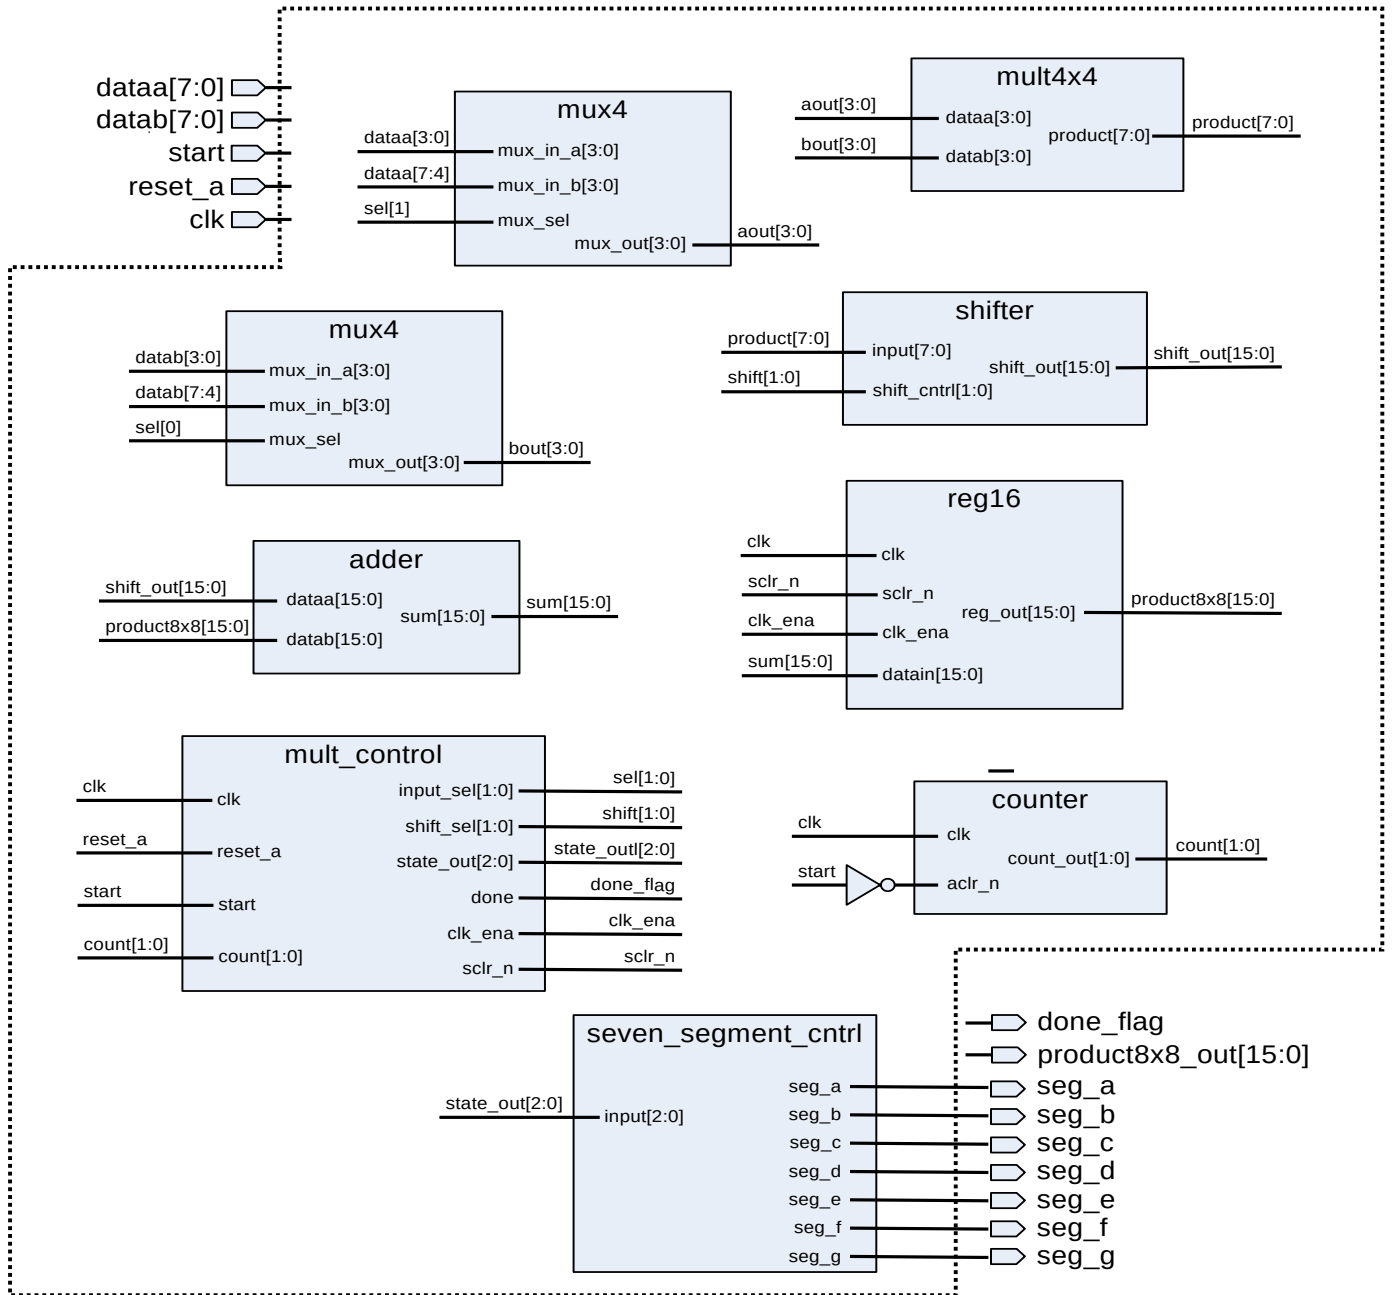 dataa[7:0]
datab[7:0]
start
reset_a
clk
mux4
dataa[3:0]
mux_in_a[3:0]
dataa[7:4]
mux_in_b[3:0]
sel[1]
mux_sel
mux_out[3:0]
aout[3:0]
mult4x4
aout[3:0]
dataa[3:0]
bout[3:0]
datab[3:0]
product[7:0]
product[7:0]
mux4
datab[3:0]
mux_in_a[3:0]
datab[7:4]
mux_in_b[3:0]
sel[0]
mux_sel
mux_out[3:0]
bout[3:0]
shifter
product[7:0]
input[7:0]
shift[1:0]
shift_cntrl[1:0]
shift_out[15:0]
shift_out[15:0]
adder
shift_out[15:0]
dataa[15:0]
product8x8[15:0]
datab[15:0]
sum[15:0]
sum[15:0]
reg16
clk
clk
sclr_n
sclr_n
clk_ena
clk_ena
sum[15:0]
datain[15:0]
reg_out[15:0]
product8x8[15:0]
mult_control
clk
clk
reset_a
reset_a
start
start
count[1:0]
count[1:0]
input_sel[1:0]
sel[1:0]
shift_sel[1:0]
shift[1:0]
state_out[2:0]
state_outl[2:0]
done
done_flag
clk_ena
clk_ena
sclr_n
sclr_n
counter
clk
clk
start
aclr_n
count_out[1:0]
count[1:0]
seven_segment_cntrl
state_out[2:0]
input[2:0]
seg_a
seg_b
seg_c
seg_d
seg_e
seg_f
seg_g
done_flag
product8x8_out[15:0]
seg_a
seg_b
seg_c
seg_d
seg_e
seg_f
seg_g